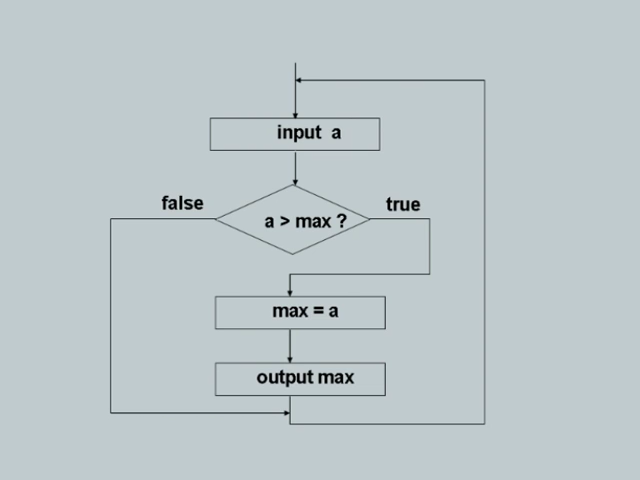 input a
false
true
a > max ?
max = a
output max